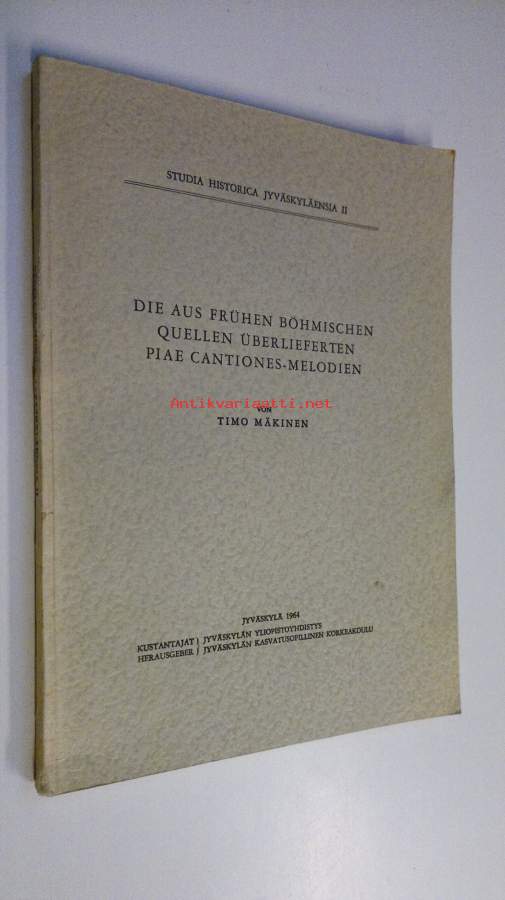 STUDIA HISTORICA JYVÄSKYLÄENSIA II
DIE AUS FRÜHEN BÖHMISCHEN
QUELLEN ÜBERLIEFERTEN
PIAE CANTIONES-MELODIEN
Antikvariaatti.net
VON
TIMO MÄKINEN
JYVÄSKYLÄ 1964
KUSTANTAJAT } JYVÄSKYLÄN YLIOPISTOYHDISTYS
HERAUSGEBER } JYVÄSKYLÄN KASVATUSOPILLINEN KORKEAKOULU